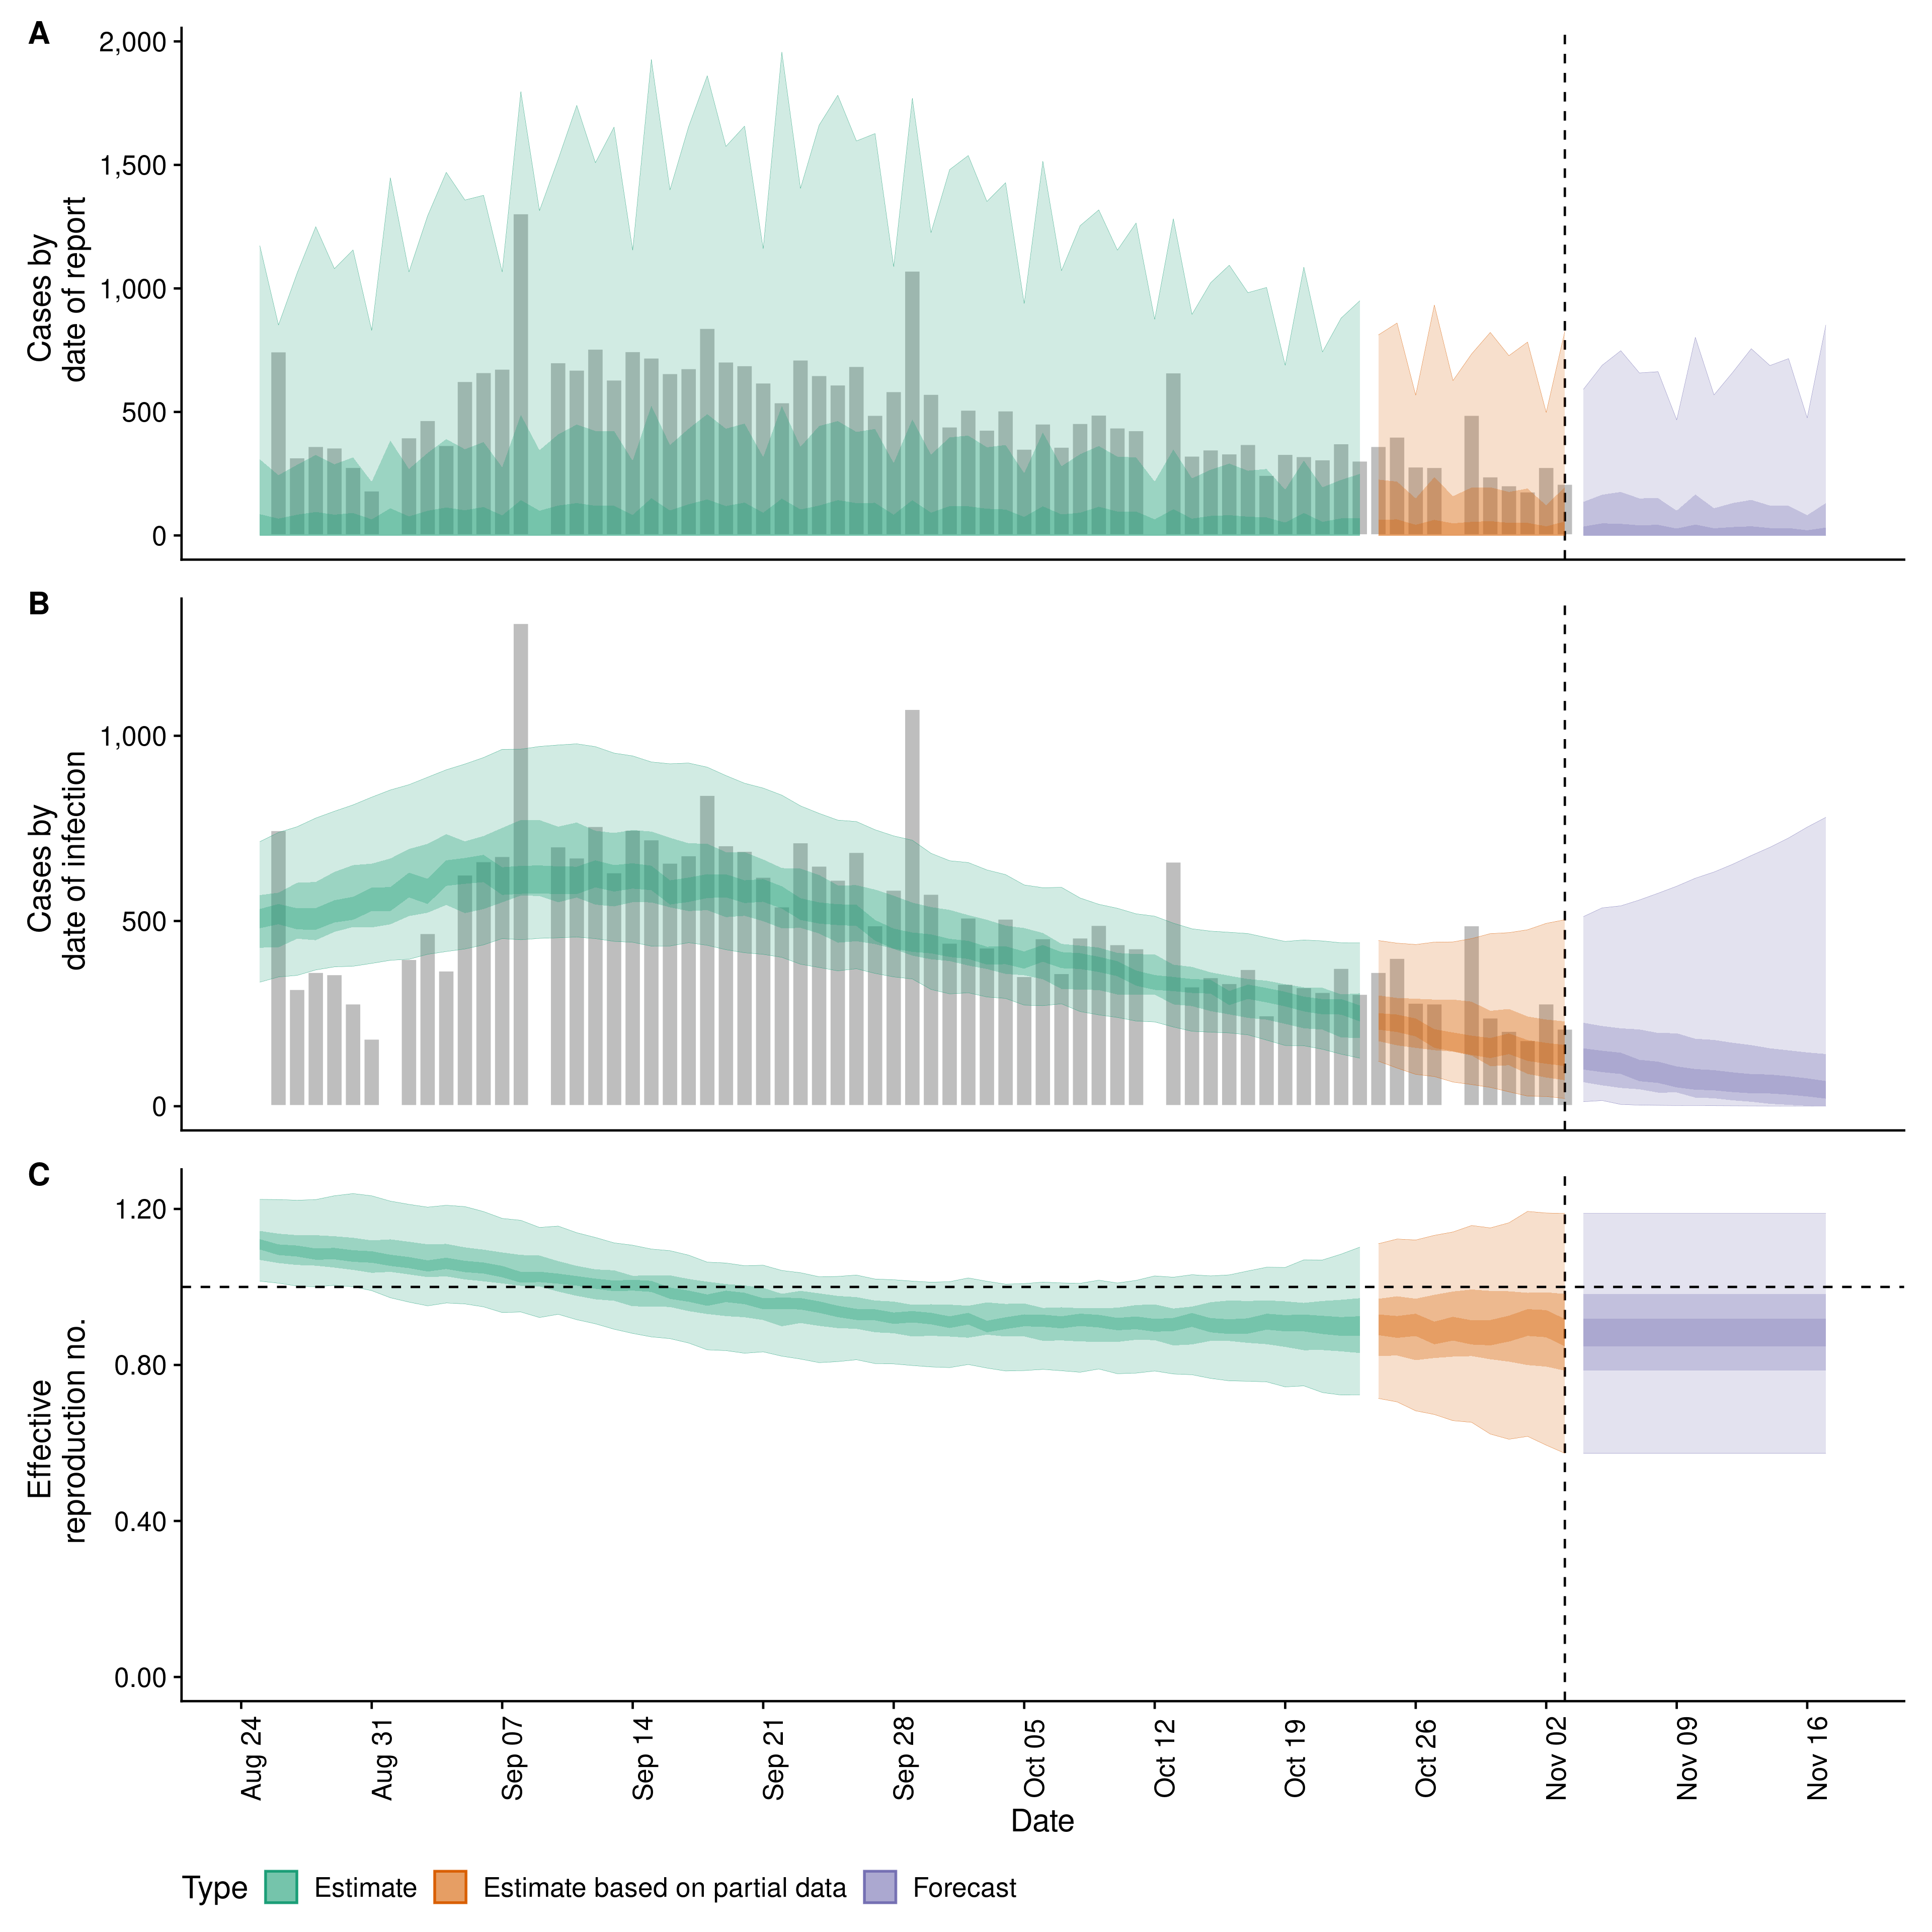 A
Cases by
date of report
2,000
1,500
1,000
500
0
B
Cases by
date of infection
1,000
500
0
C
Effective
reproduction no.
1.20
0.80
0.40
0.00
Aug 24
Aug 31
Sep 07
Sep 14
Sep 21
Sep 28
Oct 05
Oct 12
Oct 19
Oct 26
Nov 02
Nov 09
Nov 16
Date
Type Estimate Estimate based on partial data Forecast